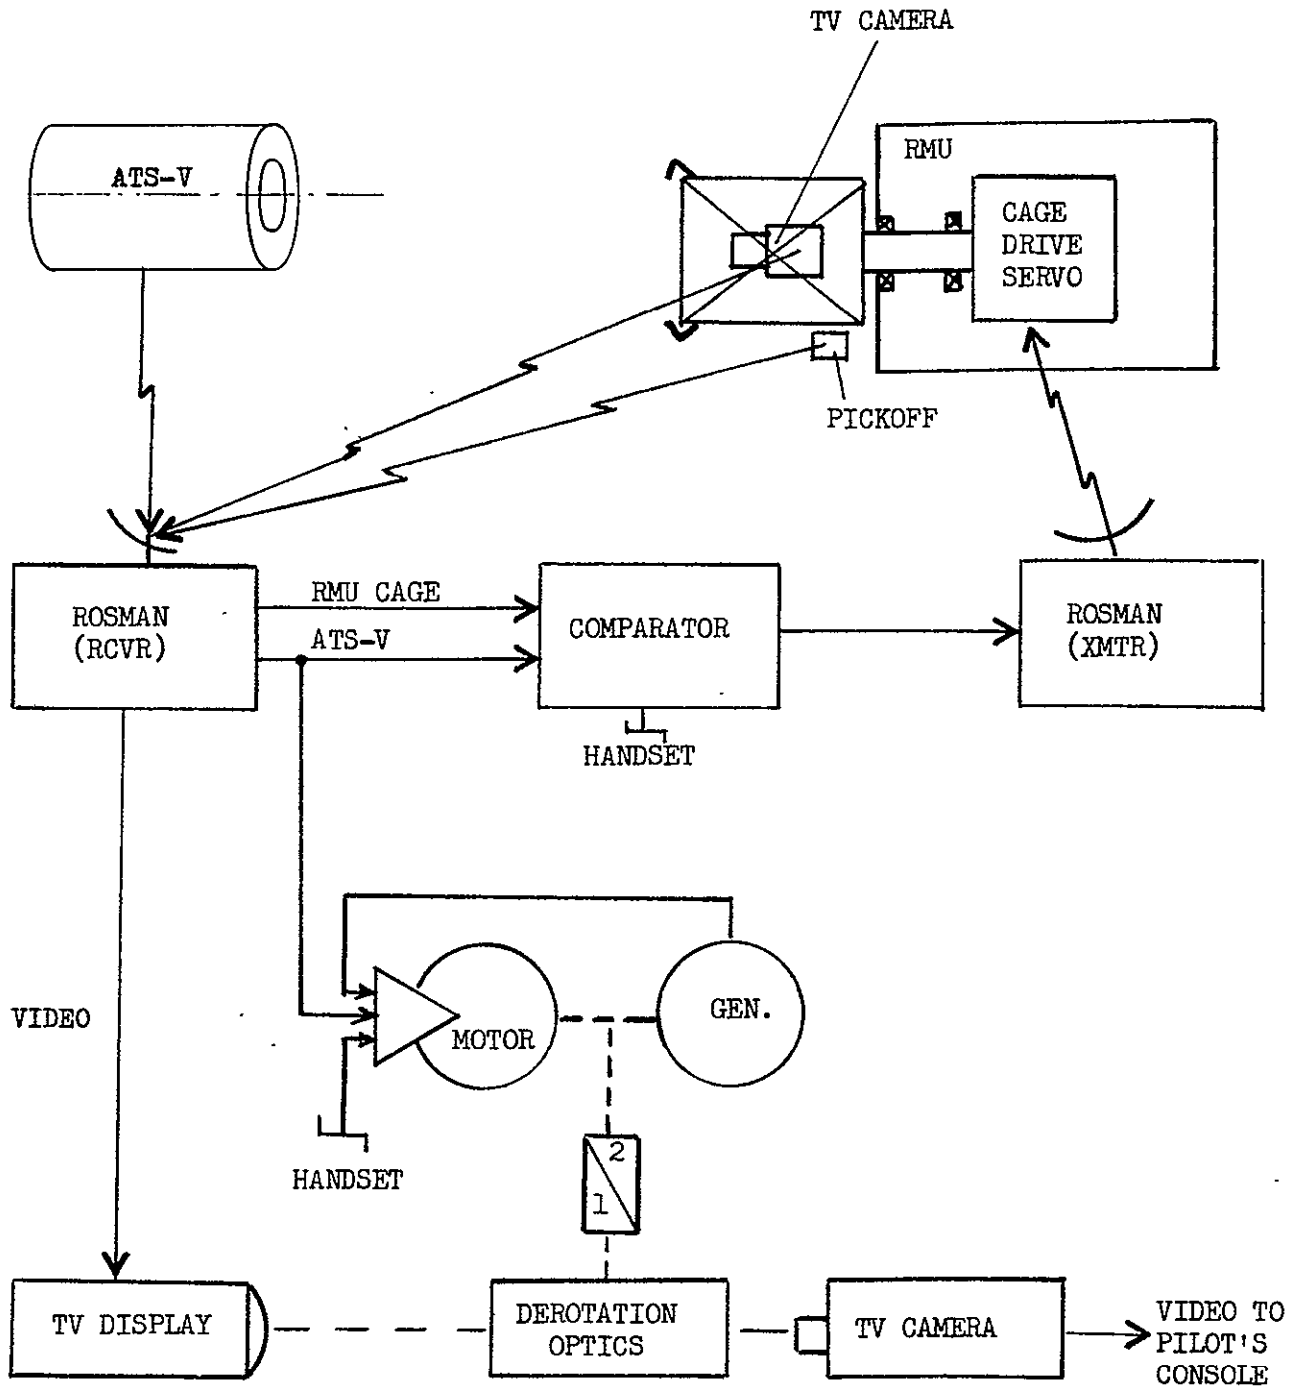 TV CAMERA
ATS-V
RMU
CAGE
DRIVE
SERVO
PICKOFF
ROSMAN
(RCVR)
RMU CAGE
ATS-V
COMPARATOR
HANDSET
ROSMAN
(XMTR)
VIDEO
MOTOR
GEN.
HANDSET
2
1
TV DISPLAY
DEROTATION
OPTICS
TV CAMERA
VIDEO TO
PILOT'S
CONSOLE